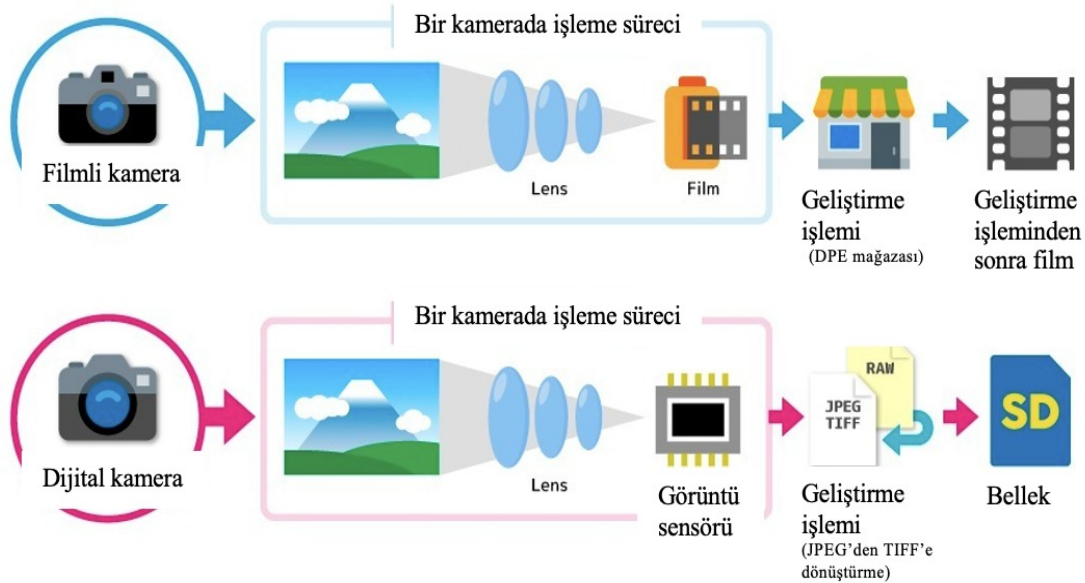 Bir kamerada işleme süreci
Filmli kamera
Lens
Film
Geliştirme
işlemi
(DPE mağazası)
Geliştirme
işleminden
sonra film
Bir kamerada işleme süreci
Dijital kamera
Lens
Görüntü
sensörü
RAW
JPEG
TIFF
Geliştirme
işlemi
(JPEG'den TIFF'e
dönüştürme)
SD
Bellek